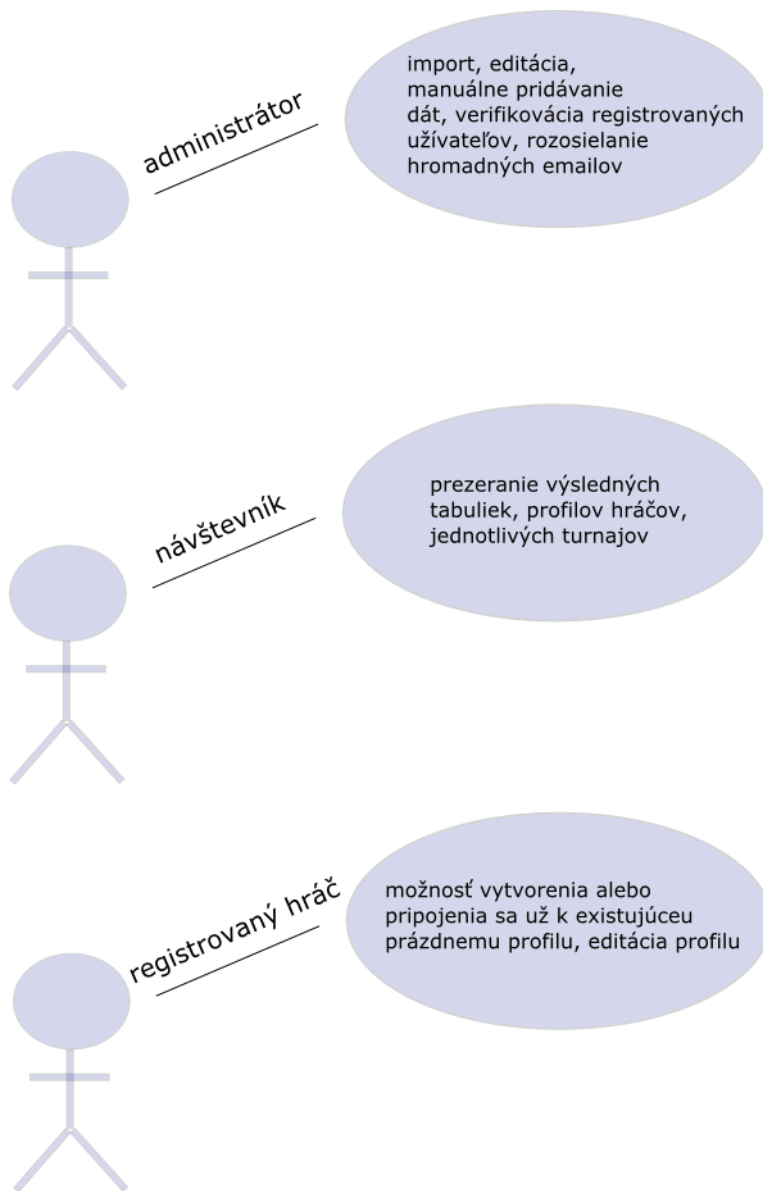 administrátor
import, editácia,
manuálne pridávanie
dát, verifikovácia registrovaných
užívateľov, rozosielanie
hromadných emailov
návštevník
prezeranie výsledných
tabuliek, profilov hráčov,
jednotlivých turnajov
registrovaný hráč
možnosť vytvorenia alebo
pripojenia sa už k existujúceu
prázdnemu profilu, editácia profilu